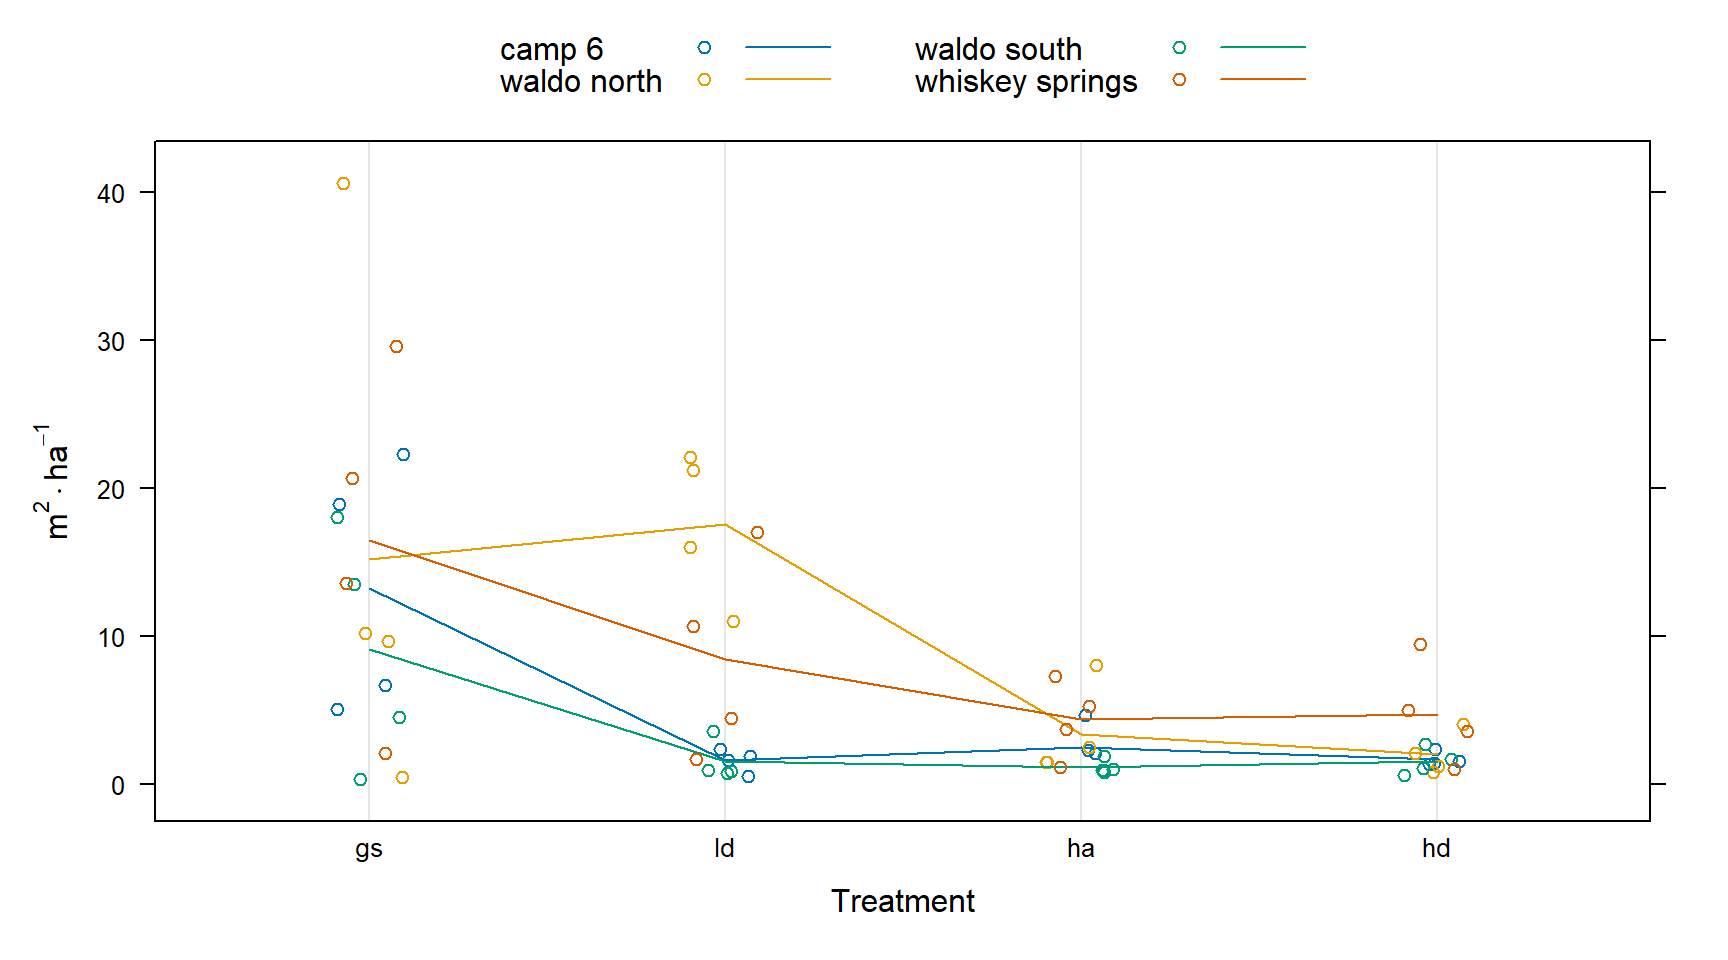 camp 6
waldo north
waldo south
whiskey springs
m² · ha⁻¹
40
30
20
10
0
gs ld ha hd
Treatment